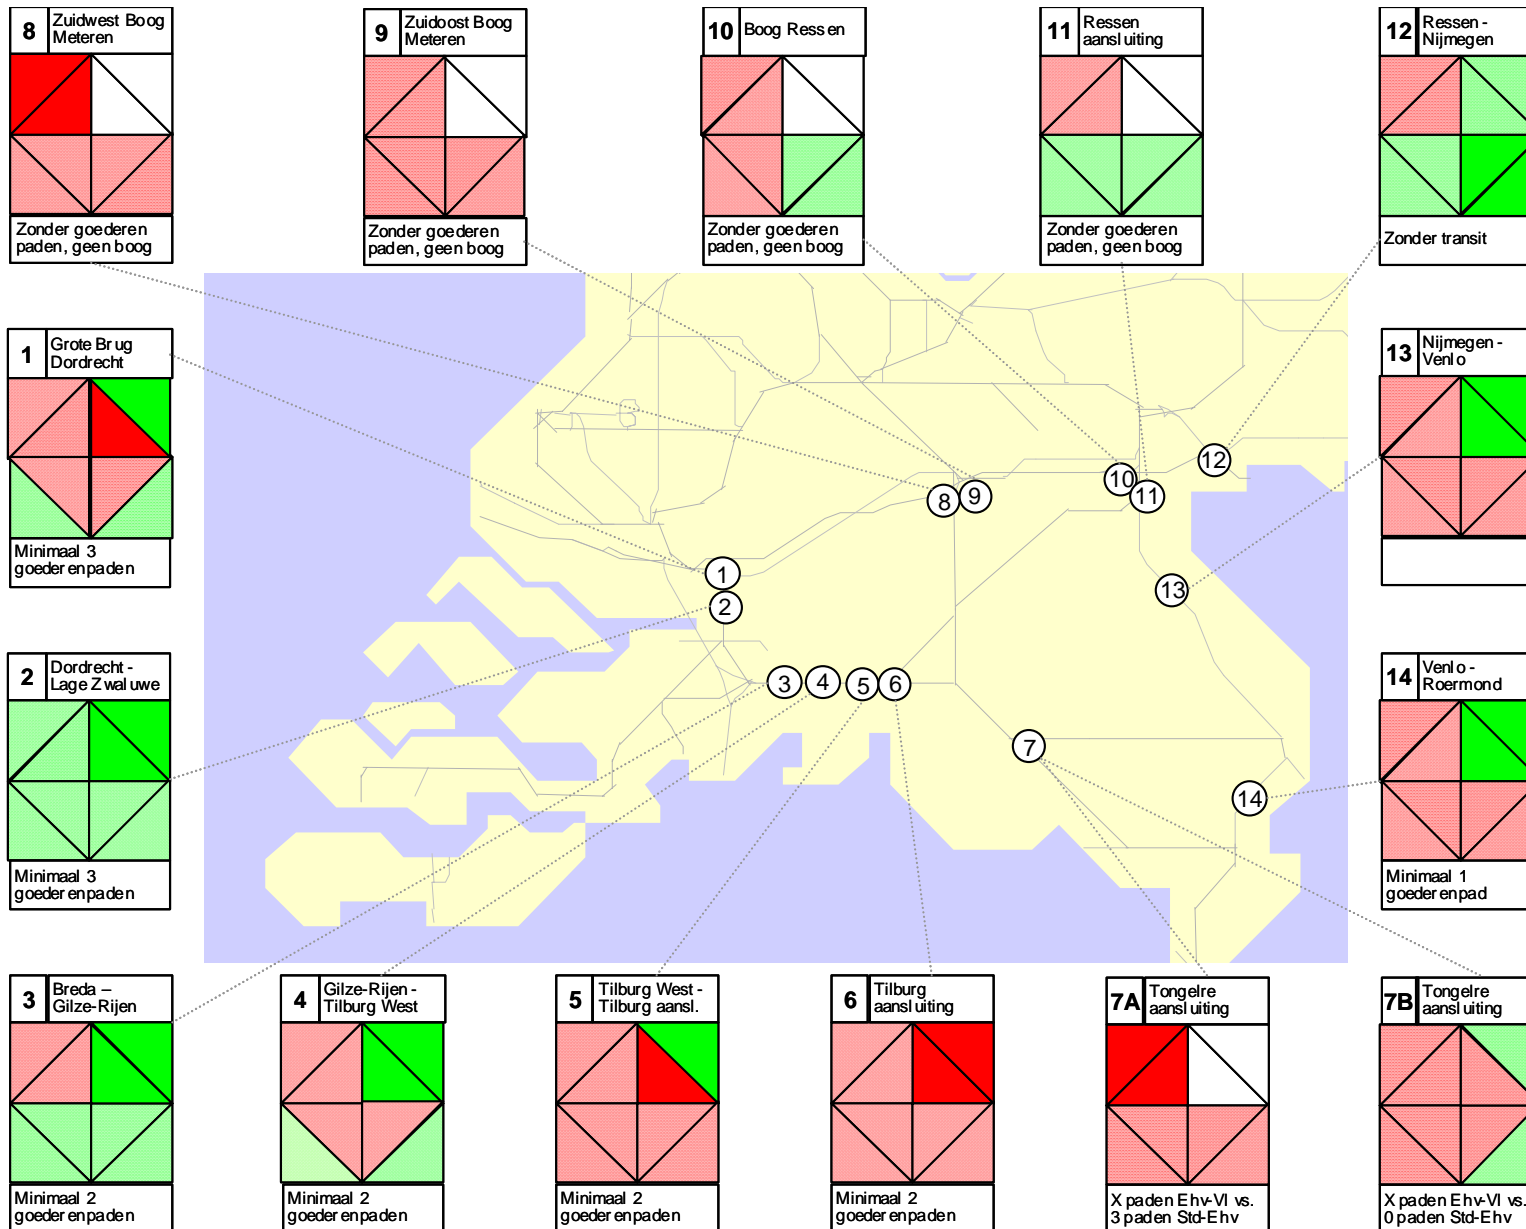 8
Zuidwest Boog
Meteren
Zonder goederen
paden, geen boog
9
Zuidoost Boog
Meteren
Zonder goederen
paden, geen boog
10
Boog Ressen
Zonder goederen
paden, geen boog
11
Ressen
aansluiting
Zonder goederen
paden, geen boog
12
Ressen -
Nijmegen
Zonder transit
1
Grote Brug
Dordrecht
Minimaal 3
goederenpaden
13
Nijmegen -
Venlo
2
Dordrecht -
Lage Zwaluwe
Minimaal 3
goederenpaden
14
Venlo -
Roermond
Minimaal 1
goederenpad
12
10
8
9
11
1
13
2
3
4
5
6
7
14
3
Breda –
Gilze-Rijen
Minimaal 2
goederenpaden
4
Gilze-Rijen -
Tilburg West
Minimaal 2
goederenpaden
5
Tilburg West -
Tilburg aansl.
Minimaal 2
goederenpaden
6
Tilburg
aansluiting
Minimaal 2
goederenpaden
7A
Tongelre
aansluiting
X paden Ehv-Vl vs.
3 paden Std-Ehv
7B
Tongelre
aansluiting
X paden Ehv-Vl vs.
0 paden Std-Ehv